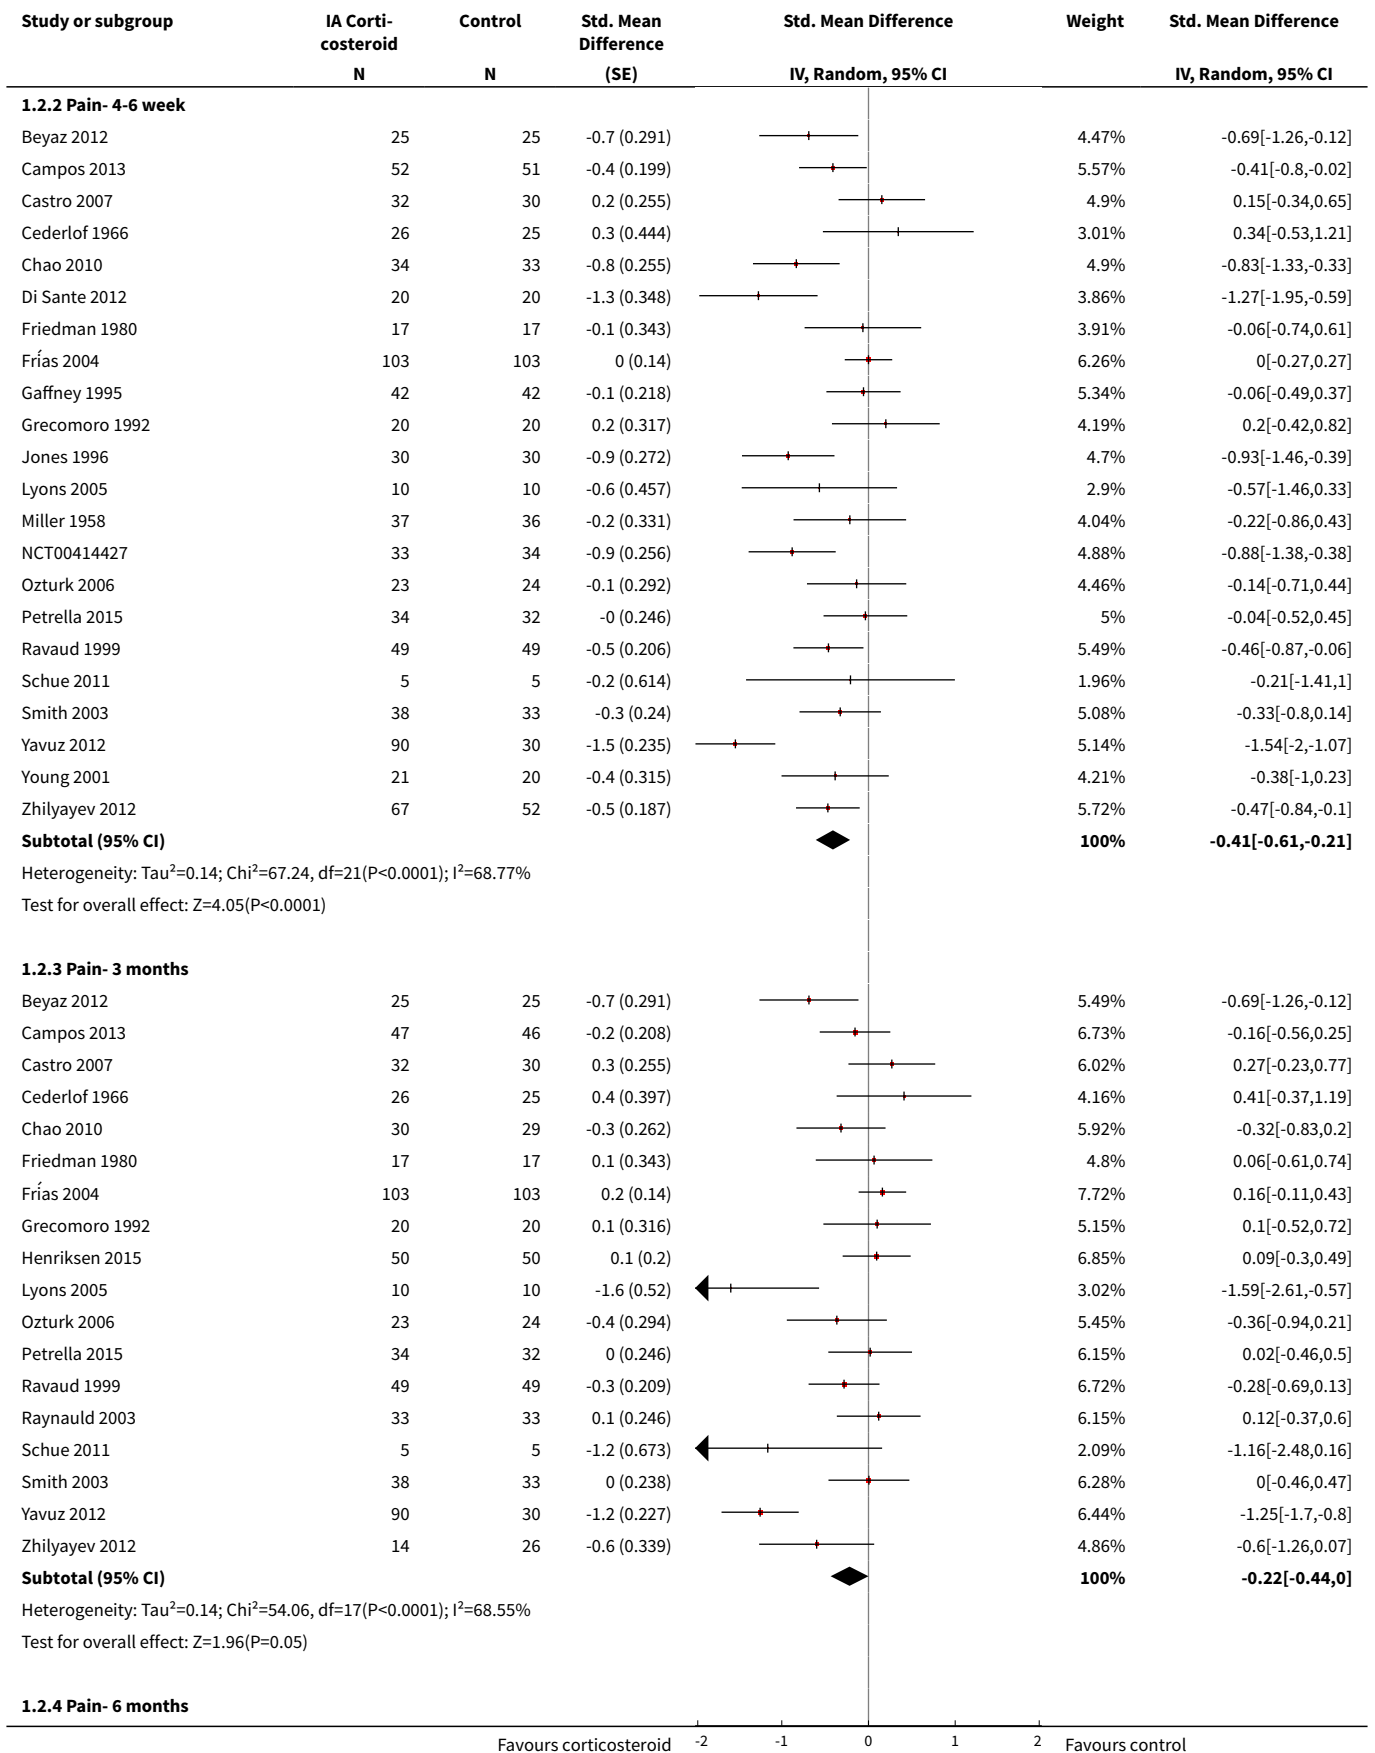 Study or subgroup IA Corti-costeroid Control Std. Mean Difference Std. Mean Difference Weight Std. Mean Difference
N N (SE) IV, Random, 95% CI IV, Random, 95% CI
1.2.2 Pain- 4-6 week
Beyaz 2012 25 25 -0.7 (0.291) 4.47% -0.69[-1.26,-0.12]
Campos 2013 52 51 -0.4 (0.199) 5.57% -0.41[-0.8,-0.02]
Castro 2007 32 30 0.2 (0.255) 4.9% 0.15[-0.34,0.65]
Cederlof 1966 26 25 0.3 (0.444) 3.01% 0.34[-0.53,1.21]
Chao 2010 34 33 -0.8 (0.255) 4.9% -0.83[-1.33,-0.33]
Di Sante 2012 20 20 -1.3 (0.348) 3.86% -1.27[-1.95,-0.59]
Friedman 1980 17 17 -0.1 (0.343) 3.91% -0.06[-0.74,0.61]
Frías 2004 103 103 0 (0.14) 6.26% 0[-0.27,0.27]
Gaffney 1995 42 42 -0.1 (0.218) 5.34% -0.06[-0.49,0.37]
Grecomoro 1992 20 20 0.2 (0.317) 4.19% 0.2[-0.42,0.82]
Jones 1996 30 30 -0.9 (0.272) 4.7% -0.93[-1.46,-0.39]
Lyons 2005 10 10 -0.6 (0.457) 2.9% -0.57[-1.46,0.33]
Miller 1958 37 36 -0.2 (0.331) 4.04% -0.22[-0.86,0.43]
NCT00414427 33 34 -0.9 (0.256) 4.88% -0.88[-1.38,-0.38]
Ozturk 2006 23 24 -0.1 (0.292) 4.46% -0.14[-0.71,0.44]
Petrella 2015 34 32 -0 (0.246) 5% -0.04[-0.52,0.45]
Ravaud 1999 49 49 -0.5 (0.206) 5.49% -0.46[-0.87,-0.06]
Schue 2011 5 5 -0.2 (0.614) 1.96% -0.21[-1.41,1]
Smith 2003 38 33 -0.3 (0.24) 5.08% -0.33[-0.8,0.14]
Yavuz 2012 90 30 -1.5 (0.235) 5.14% -1.54[-2,-1.07]
Young 2001 21 20 -0.4 (0.315) 4.21% -0.38[-1,0.23]
Zhilyayev 2012 67 52 -0.5 (0.187) 5.72% -0.47[-0.84,-0.1]
Subtotal (95% CI) 100% -0.41[-0.61,-0.21]
Heterogeneity: Tau²=0.14; Chi²=67.24, df=21(P<0.0001); I²=68.77%
Test for overall effect: Z=4.05(P<0.0001)
1.2.3 Pain- 3 months
Beyaz 2012 25 25 -0.7 (0.291) 5.49% -0.69[-1.26,-0.12]
Campos 2013 47 46 -0.2 (0.208) 6.73% -0.16[-0.56,0.25]
Castro 2007 32 30 0.3 (0.255) 6.02% 0.27[-0.23,0.77]
Cederlof 1966 26 25 0.4 (0.397) 4.16% 0.41[-0.37,1.19]
Chao 2010 30 29 -0.3 (0.262) 5.92% -0.32[-0.83,0.2]
Friedman 1980 17 17 0.1 (0.343) 4.8% 0.06[-0.61,0.74]
Frías 2004 103 103 0.2 (0.14) 7.72% 0.16[-0.11,0.43]
Grecomoro 1992 20 20 0.1 (0.316) 5.15% 0.1[-0.52,0.72]
Henriksen 2015 50 50 0.1 (0.2) 6.85% 0.09[-0.3,0.49]
Lyons 2005 10 10 -1.6 (0.52) 3.02% -1.59[-2.61,-0.57]
Ozturk 2006 23 24 -0.4 (0.294) 5.45% -0.36[-0.94,0.21]
Petrella 2015 34 32 0 (0.246) 6.15% 0.02[-0.46,0.5]
Ravaud 1999 49 49 -0.3 (0.209) 6.72% -0.28[-0.69,0.13]
Raynauld 2003 33 33 0.1 (0.246) 6.15% 0.12[-0.37,0.6]
Schue 2011 5 5 -1.2 (0.673) 2.09% -1.16[-2.48,0.16]
Smith 2003 38 33 0 (0.238) 6.28% 0[-0.46,0.47]
Yavuz 2012 90 30 -1.2 (0.227) 6.44% -1.25[-1.7,-0.8]
Zhilyayev 2012 14 26 -0.6 (0.339) 4.86% -0.6[-1.26,0.07]
Subtotal (95% CI) 100% -0.22[-0.44,0]
Heterogeneity: Tau²=0.14; Chi²=54.06, df=17(P<0.0001); I²=68.55%
Test for overall effect: Z=1.96(P=0.05)
1.2.4 Pain- 6 months
Favours corticosteroid -2 -1 0 1 2 Favours control